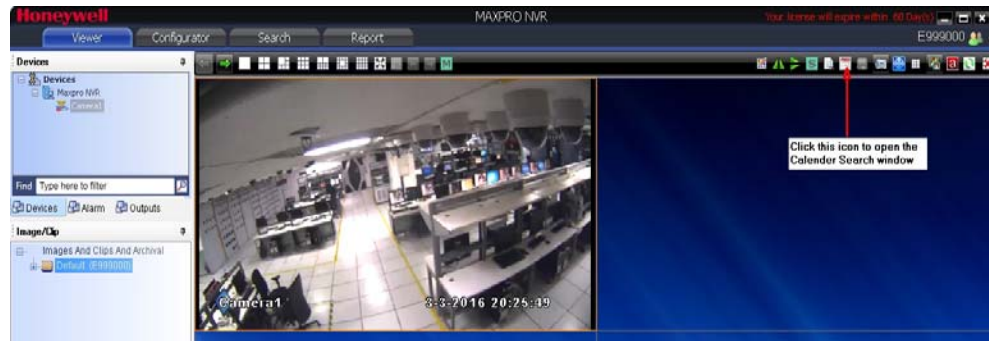 Honeywell
MAXPRO NVR
Your license will expire within 60 Day(s)
Viewer Configurator Search Report
E999000
Devices
Devices
Maxpro NVR
Camera1
Click this icon to open the
Calender Search window
Find Type here to filter
Devices Alarm Outputs
Image/Clip
Images And Clips And Archival
Default (E999000)
Camera1 3-3-2016 20:25:49